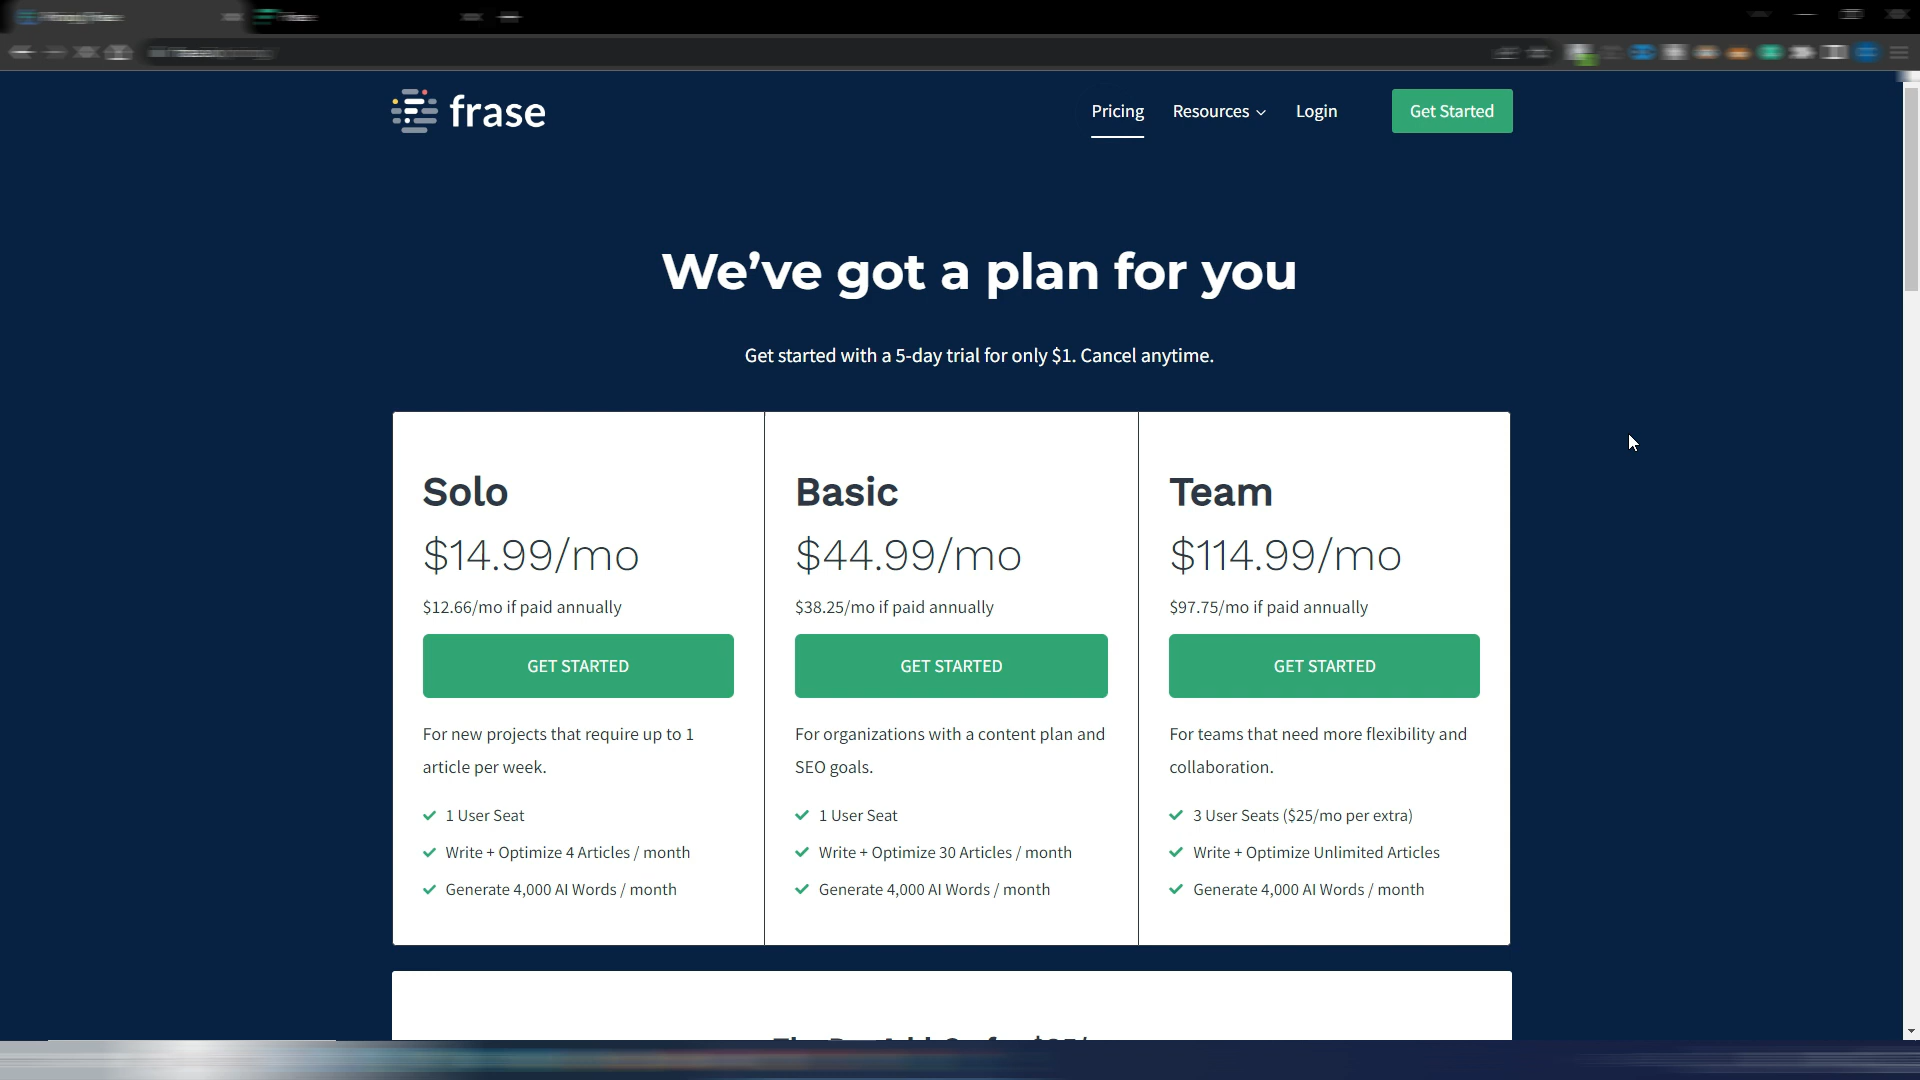 frase
Pricing
Resources
Login
Get Started
We’ve got a plan for you
Get started with a 5-day trial for only $1. Cancel anytime.
Solo
$14.99/mo
$12.66/mo if paid annually
GET STARTED
For new projects that require up to 1
article per week.
1 User Seat
Write + Optimize 4 Articles / month
Generate 4,000 AI Words / month
Basic
$44.99/mo
$38.25/mo if paid annually
GET STARTED
For organizations with a content plan and
SEO goals.
1 User Seat
Write + Optimize 30 Articles / month
Generate 4,000 AI Words / month
Team
$114.99/mo
$97.75/mo if paid annually
GET STARTED
For teams that need more flexibility and
collaboration.
3 User Seats ($25/mo per extra)
Write + Optimize Unlimited Articles
Generate 4,000 AI Words / month